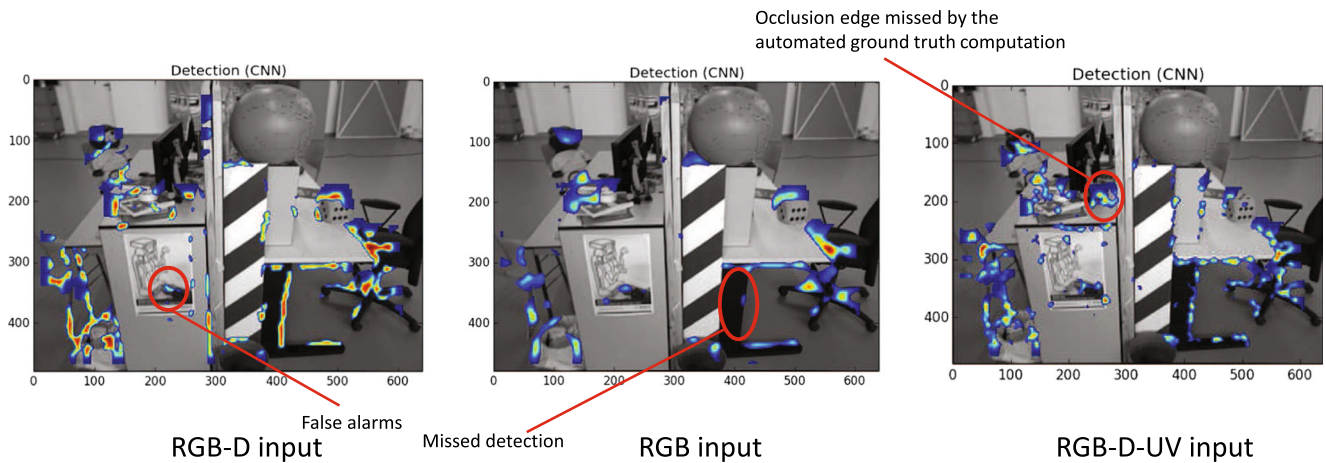 Occlusion edge missed by the
automated ground truth computation
Detection (CNN)
0
100
200
300
400
0 100 200 300 400 500 600
Detection (CNN)
0
100
200
300
400
0 100 200 300 400 500 600
Detection (CNN)
0
100
200
300
400
0 100 200 300 400 500 600
False alarms
Missed detection
RGB-D input
RGB input
RGB-D-UV input